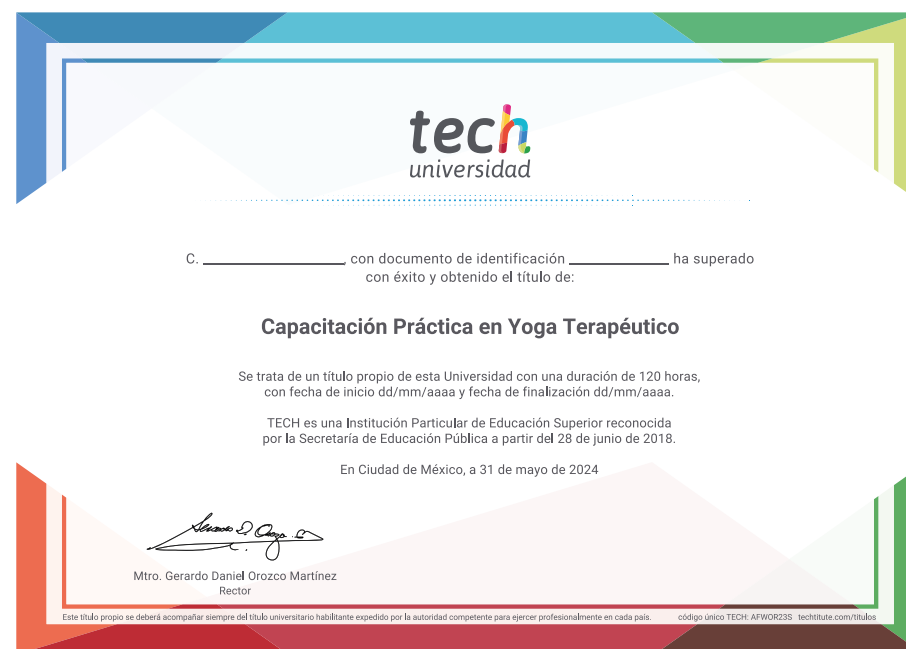 tech
universidad
C. ____________________, con documento de identificación ______________ ha superado
con éxito y obtenido el título de:
Capacitación Práctica en Yoga Terapéutico
Se trata de un título propio de esta Universidad con una duración de 120 horas,
con fecha de inicio dd/mm/aaaa y fecha de finalización dd/mm/aaaa.
TECH es una Institución Particular de Educación Superior reconocida
por la Secretaría de Educación Pública a partir del 28 de junio de 2018.
En Ciudad de México, a 31 de mayo de 2024
Mtro. Gerardo Daniel Orozco Martínez
Rector
Este título propio se deberá acompañar siempre del título universitario habilitante expedido por la autoridad competente para ejercer profesionalmente en cada país. código único TECH: AFWOR23S techtitute.com/titulos